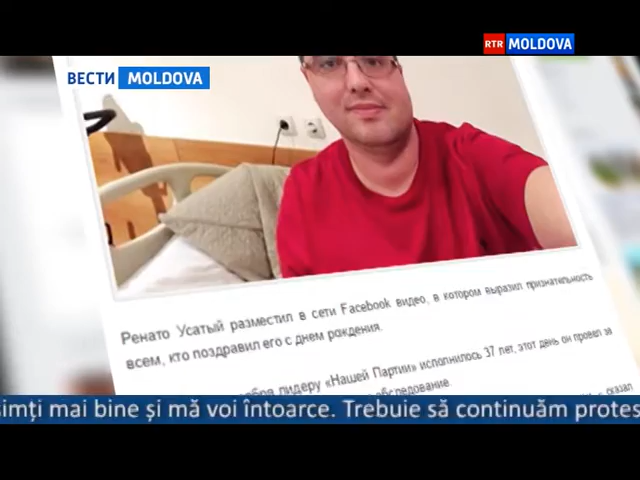 RTR MOLDOVA
ВЕСТИ MOLDOVA
Ренато Усатый разместил в сети Facebook видео, в котором выразил признательность
всем, кто поздравил его с днем рождения.
лидеру «Нашей Партии» исполнилось 37 лет, этот день он провел за
обследование.
сказал
simți mai bine și mă voi întoarce. Trebuie să continuăm protes